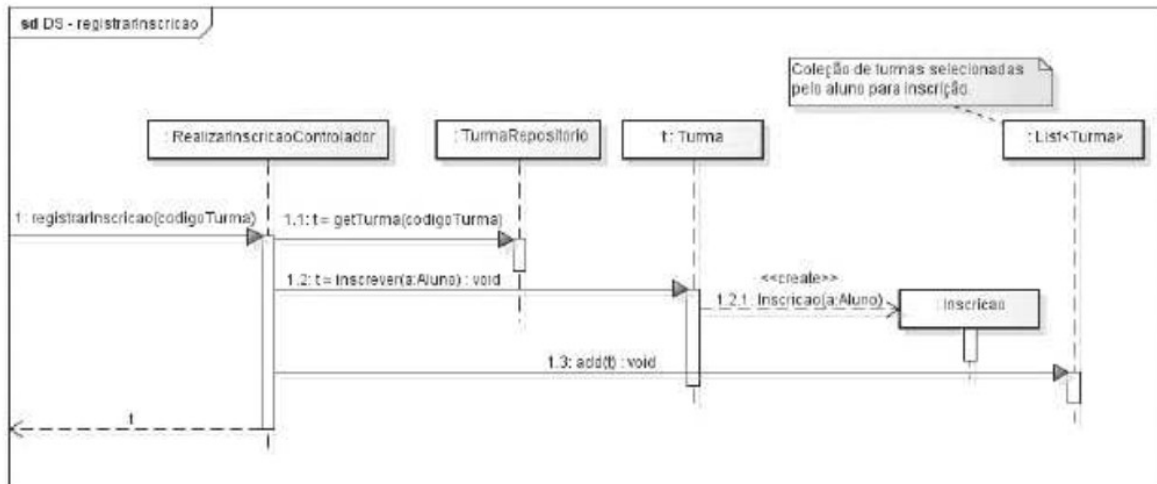 sd DS - registrarInscricao
Coleção de turmas selecionadas
pelo aluno para inscrição.
: RealizarInscricaoControlador
: TurmaRepositorio
t : Turma
: List<Turma>
1: registrarInscricao(codigoTurma)
1.1: t = getTurma(codigoTurma)
1.2: t = inscrever(a:Aluno) : void
<<create>>
1.2.1: Inscricao(a:Aluno)
: Inscricao
1.3: add(t) : void
t